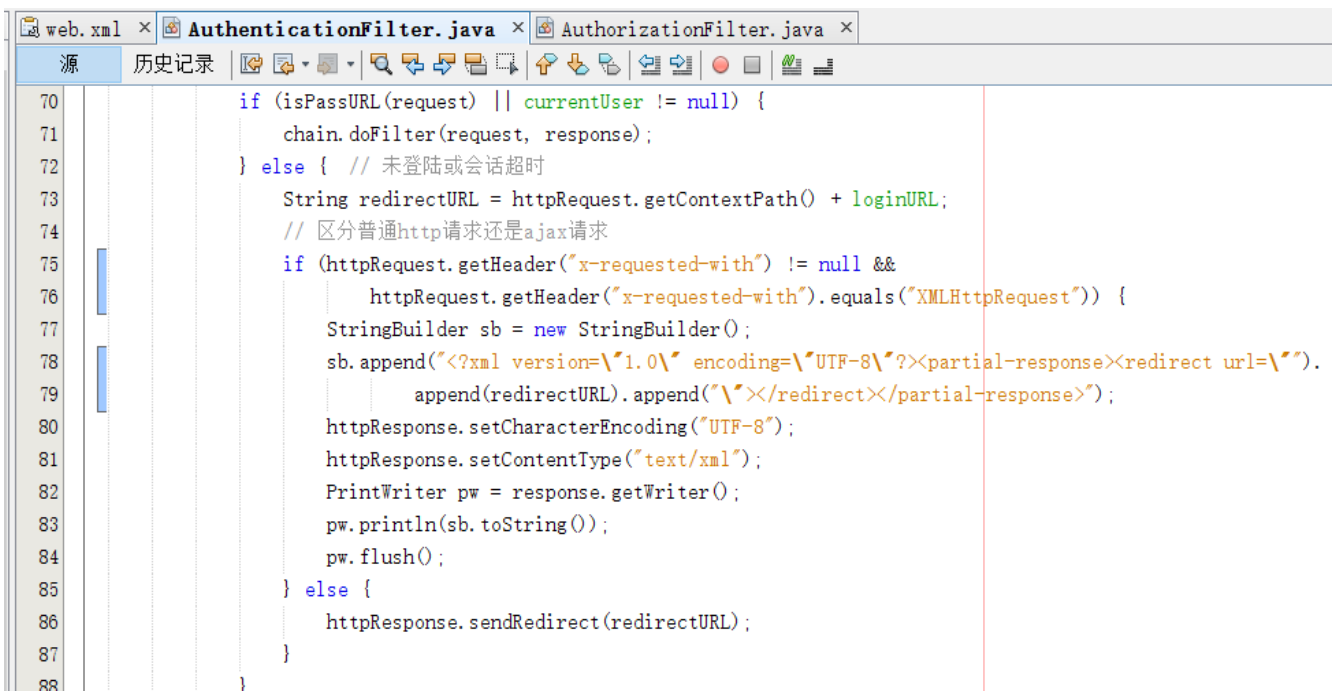 web.xml × AuthenticationFilter.java × AuthorizationFilter.java ×
源 历史记录
70 if (isPassURL(request) || currentUser != null) {
71 chain.doFilter(request, response);
72 } else { // 未登陆或会话超时
73 String redirectURL = httpRequest.getContextPath() + loginURL;
74 // 区分普通http请求还是ajax请求
75 if (httpRequest.getHeader("x-requested-with") != null &&
76 httpRequest.getHeader("x-requested-with").equals("XMLHttpRequest")) {
77 StringBuilder sb = new StringBuilder();
78 sb.append("<?xml version=\"1.0\" encoding=\"UTF-8\"?><partial-response><redirect url=\"").
79 append(redirectURL).append("\"></redirect></partial-response>");
80 httpResponse.setCharacterEncoding("UTF-8");
81 httpResponse.setContentType("text/xml");
82 PrintWriter pw = response.getWriter();
83 pw.println(sb.toString());
84 pw.flush();
85 } else {
86 httpResponse.sendRedirect(redirectURL);
87 }
88 }